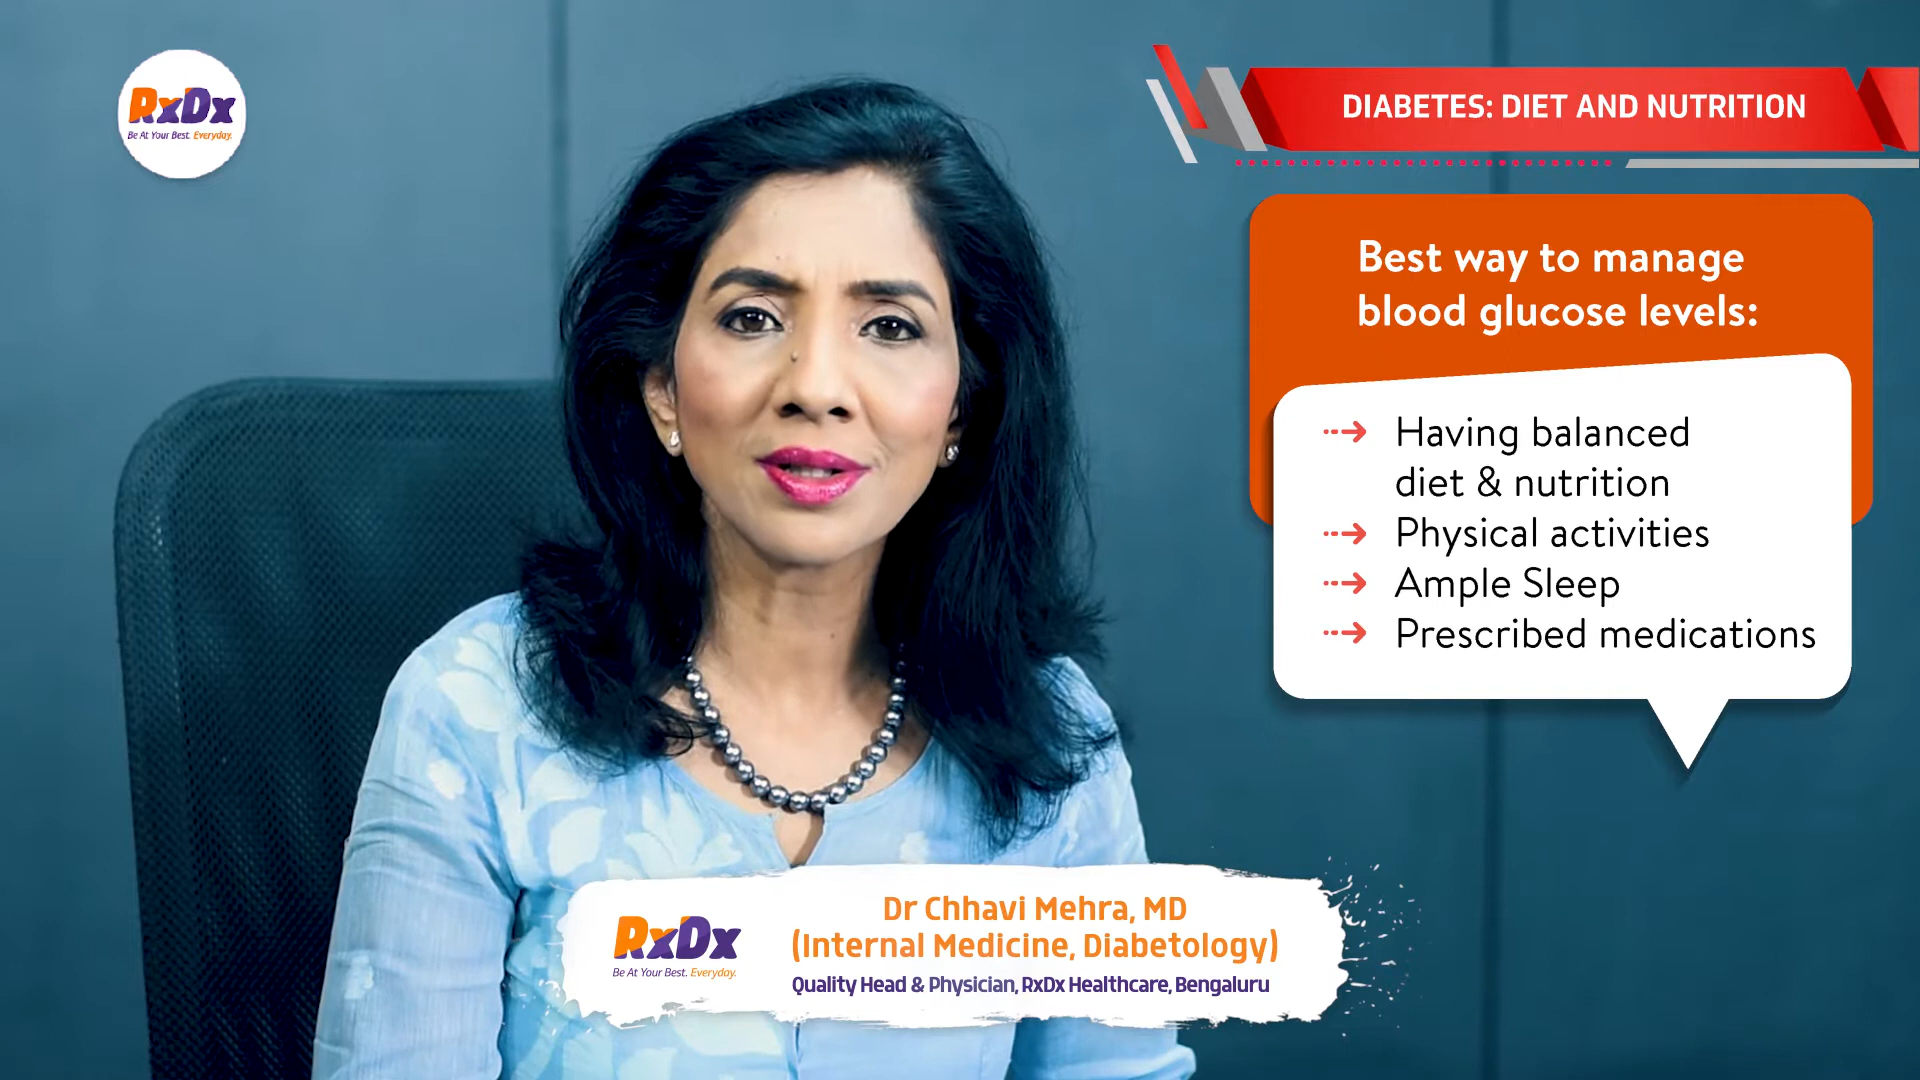 RxDx
Be At Your Best. Everyday.
DIABETES: DIET AND NUTRITION
Best way to manage
blood glucose levels:
Having balanced
diet & nutrition
Physical activities
Ample Sleep
Prescribed medications
RxDx
Be At Your Best. Everyday.
Dr Chhavi Mehra, MD
(Internal Medicine, Diabetology)
Quality Head & Physician, RxDx Healthcare, Bengaluru